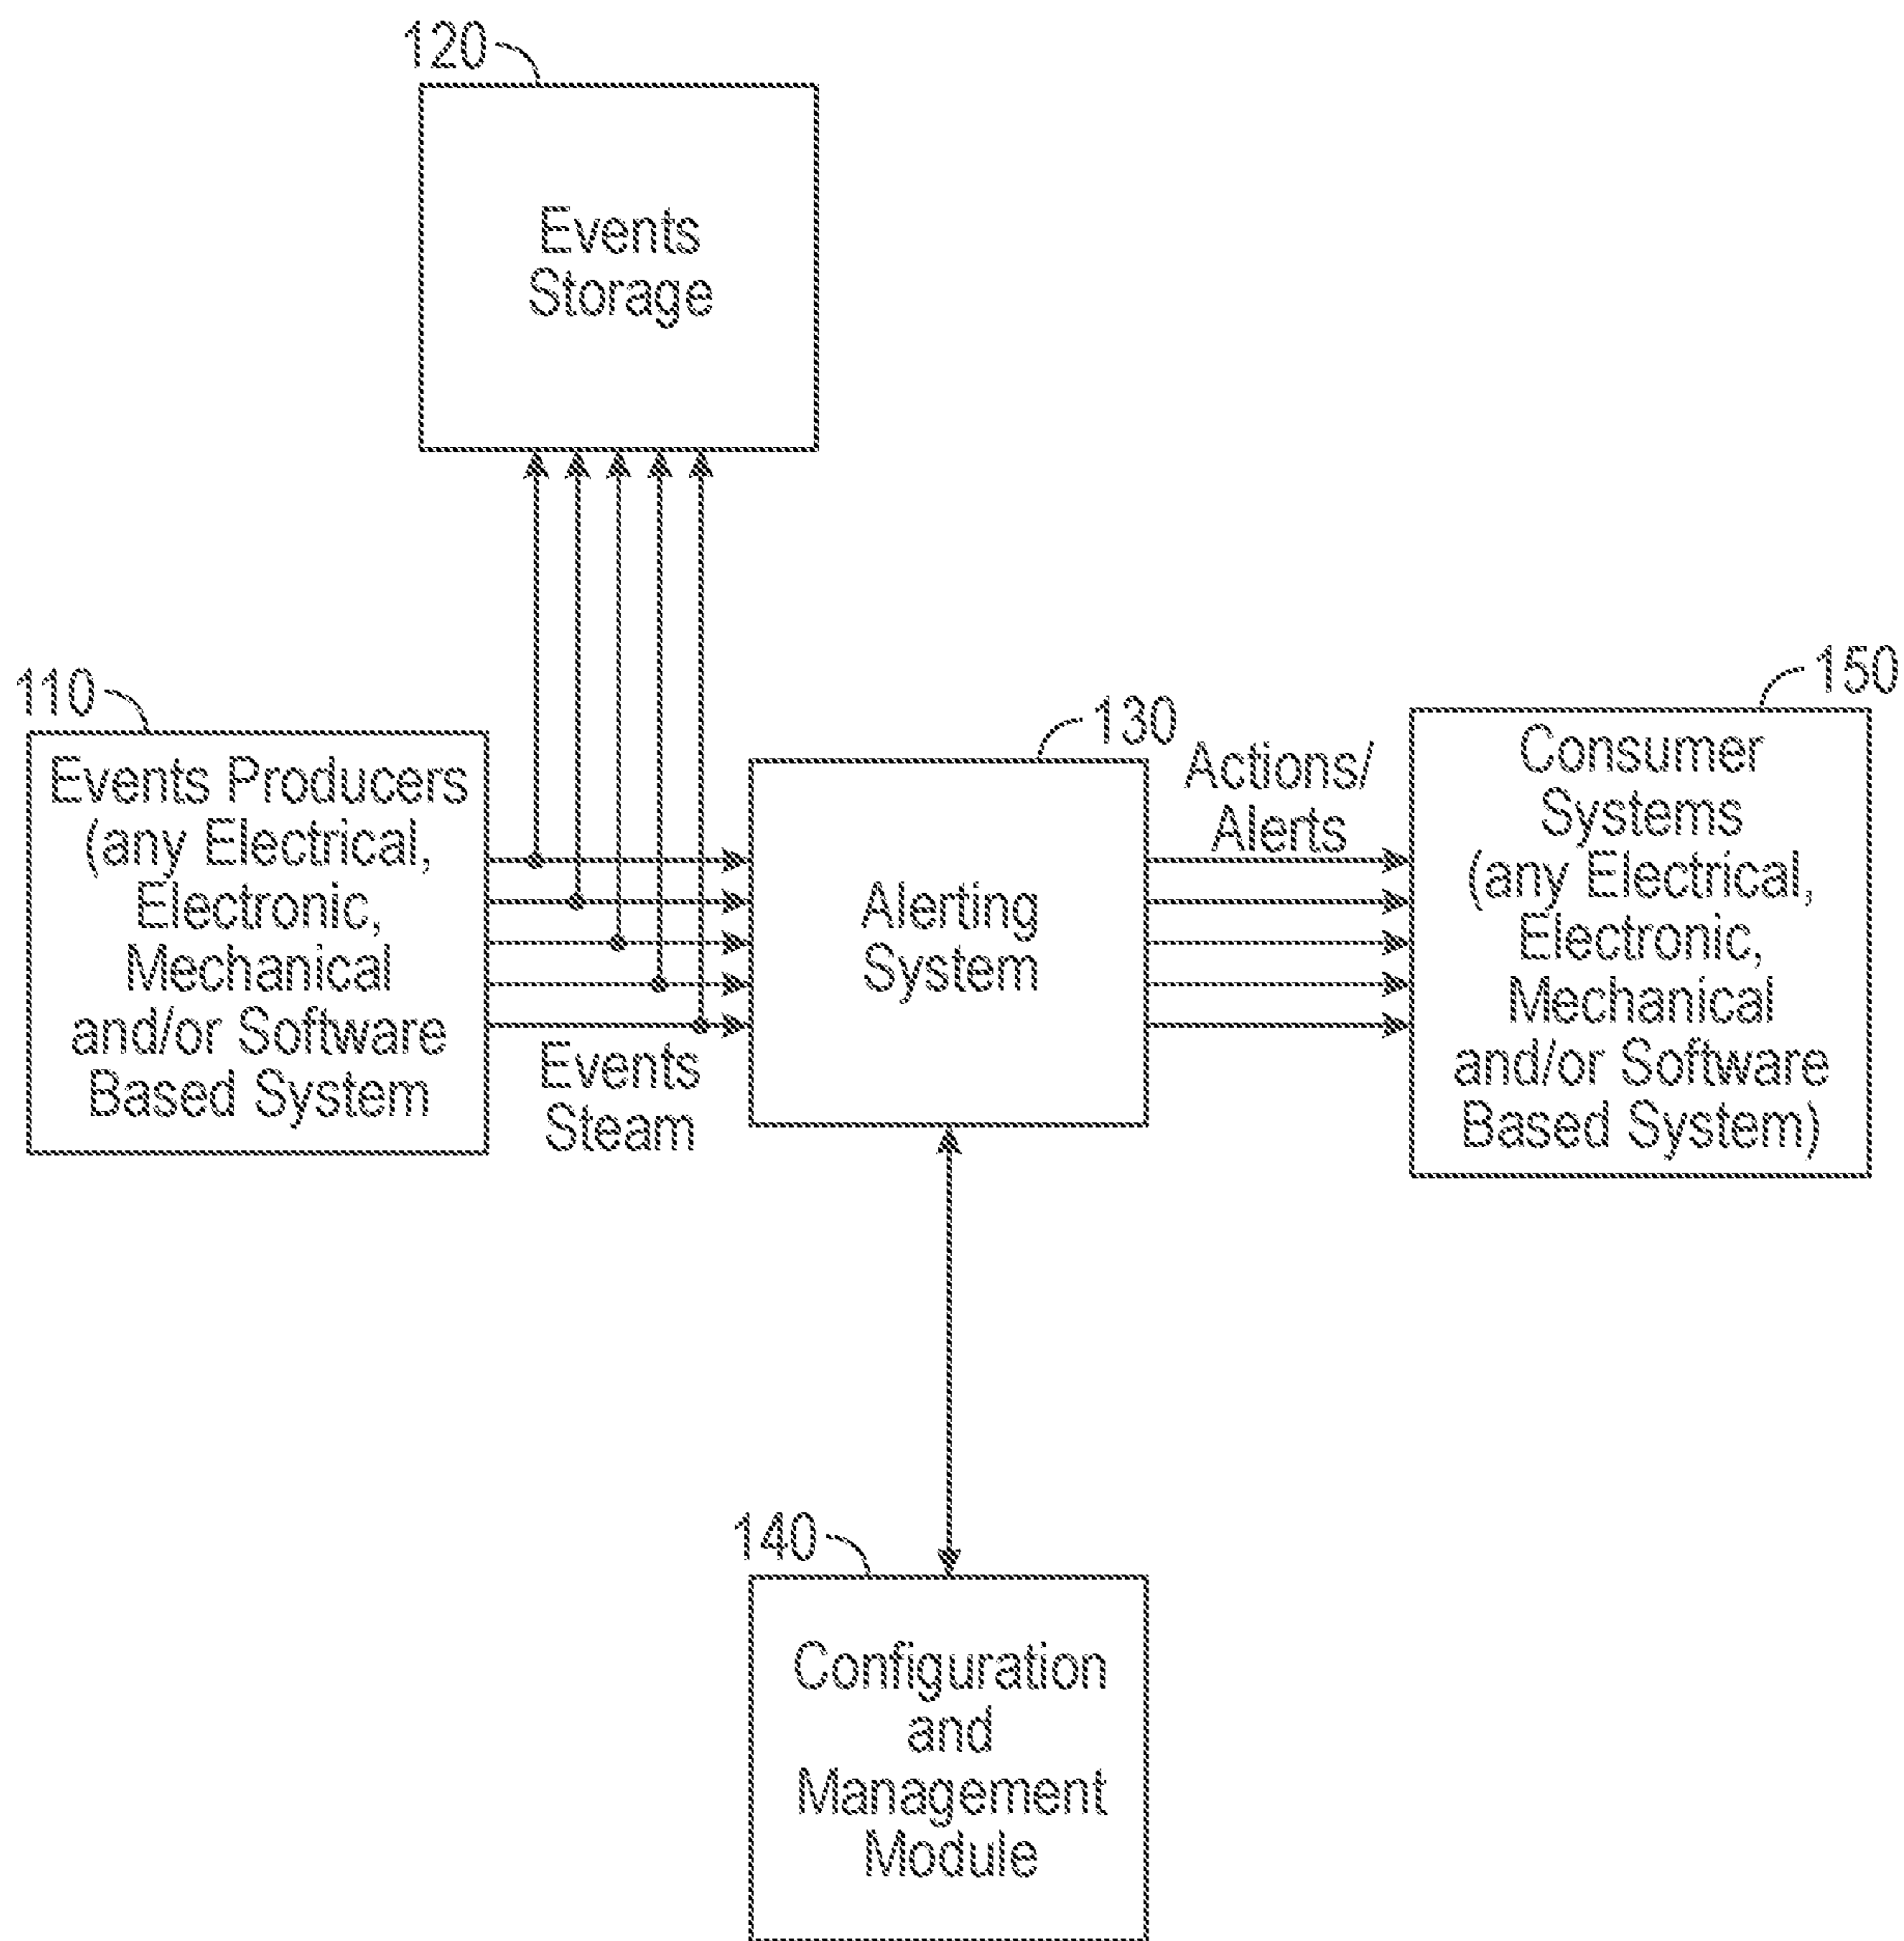 120
Events
Storage
110
Events Producers
(any Electrical,
Electronic,
Mechanical
and/or Software
Based System
Events
Steam
130
Alerting
System
Actions/
Alerts
150
Consumer
Systems
(any Electrical,
Electronic,
Mechanical
and/or Software
Based System)
140
Configuration
and
Management
Module